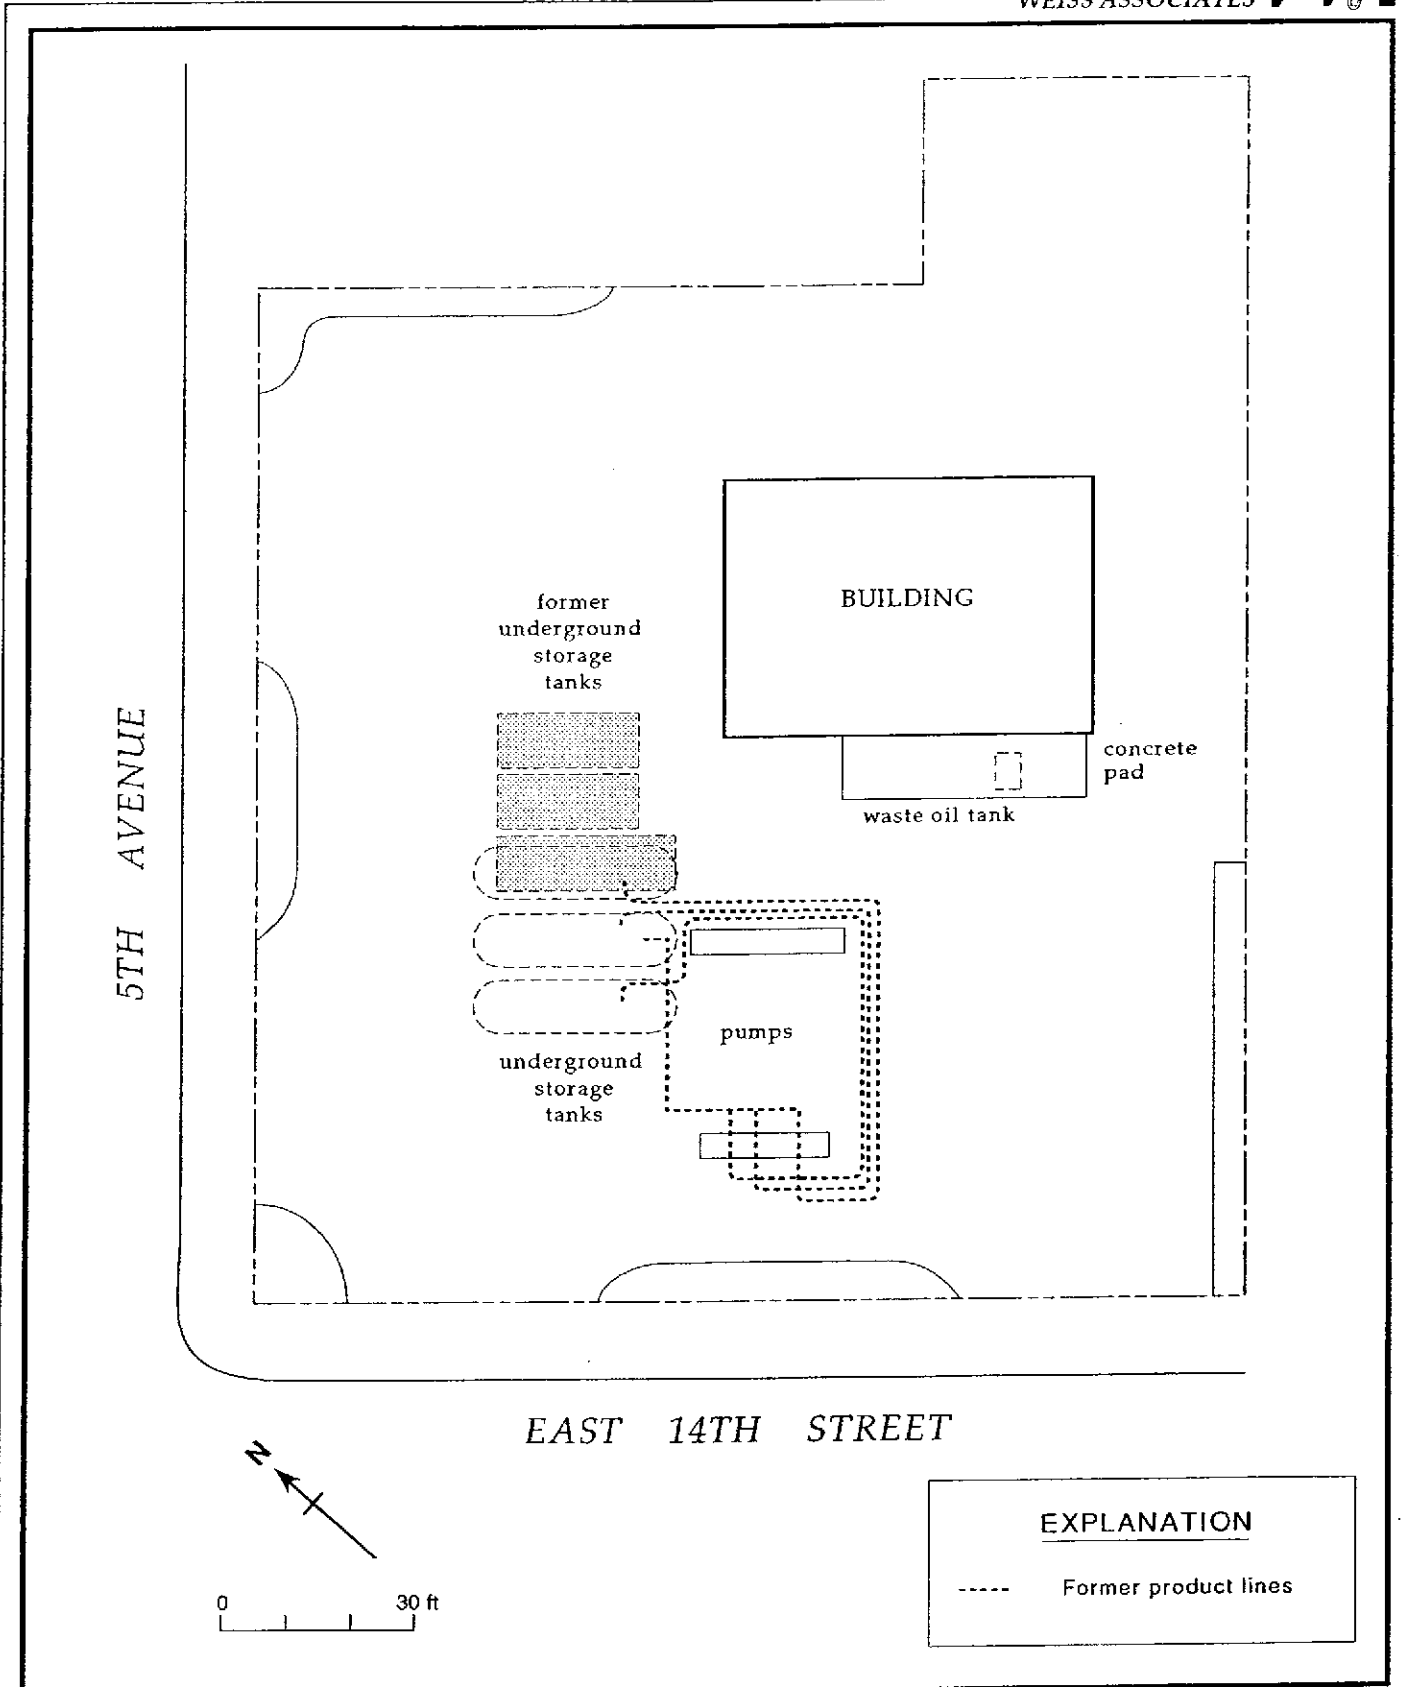 WEISS ASSOCIATES
former
underground
storage
tanks
BUILDING
concrete
pad
waste oil tank
5TH AVENUE
pumps
underground
storage
tanks
EAST 14TH STREET
N
0 30 ft
EXPLANATION
Former product lines